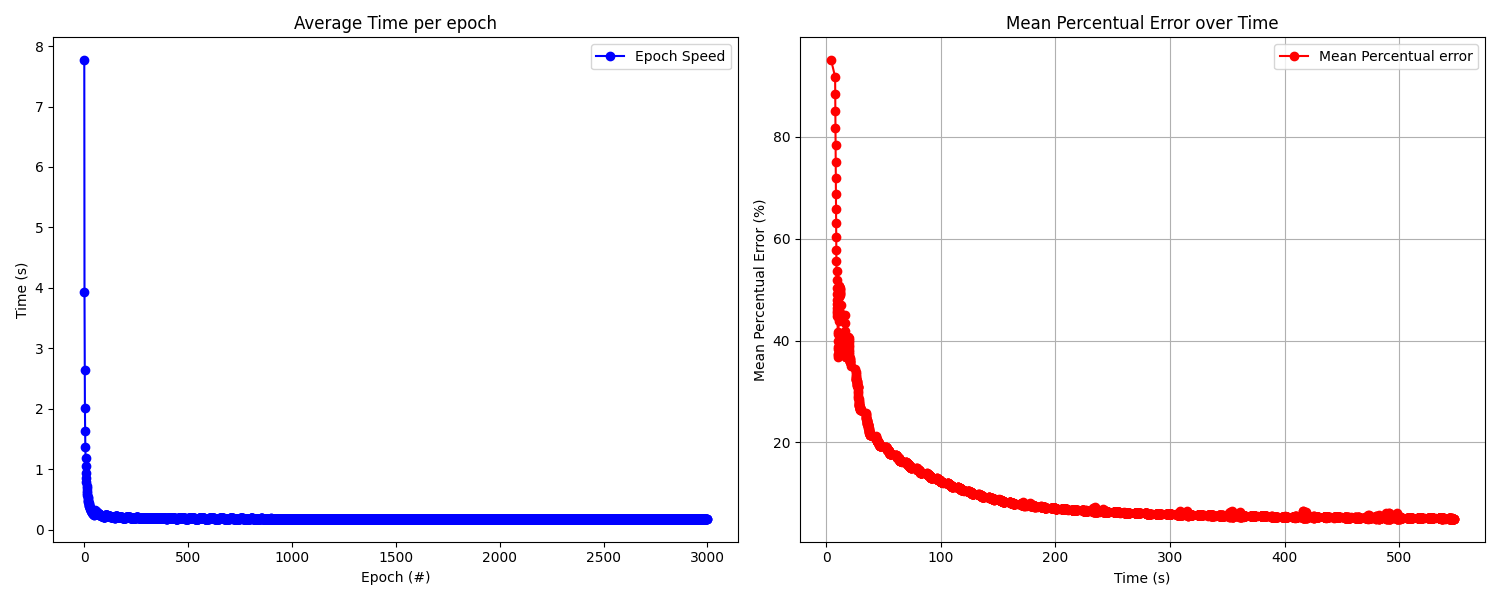 Average Time per epoch
Epoch Speed
Time (s)
8
7
6
5
4
3
2
1
0
0 500 1000 1500 2000 2500 3000
Epoch (#)
Mean Percentual Error over Time
Mean Percentual error
Mean Percentual Error (%)
80
60
40
20
0 100 200 300 400 500
Time (s)